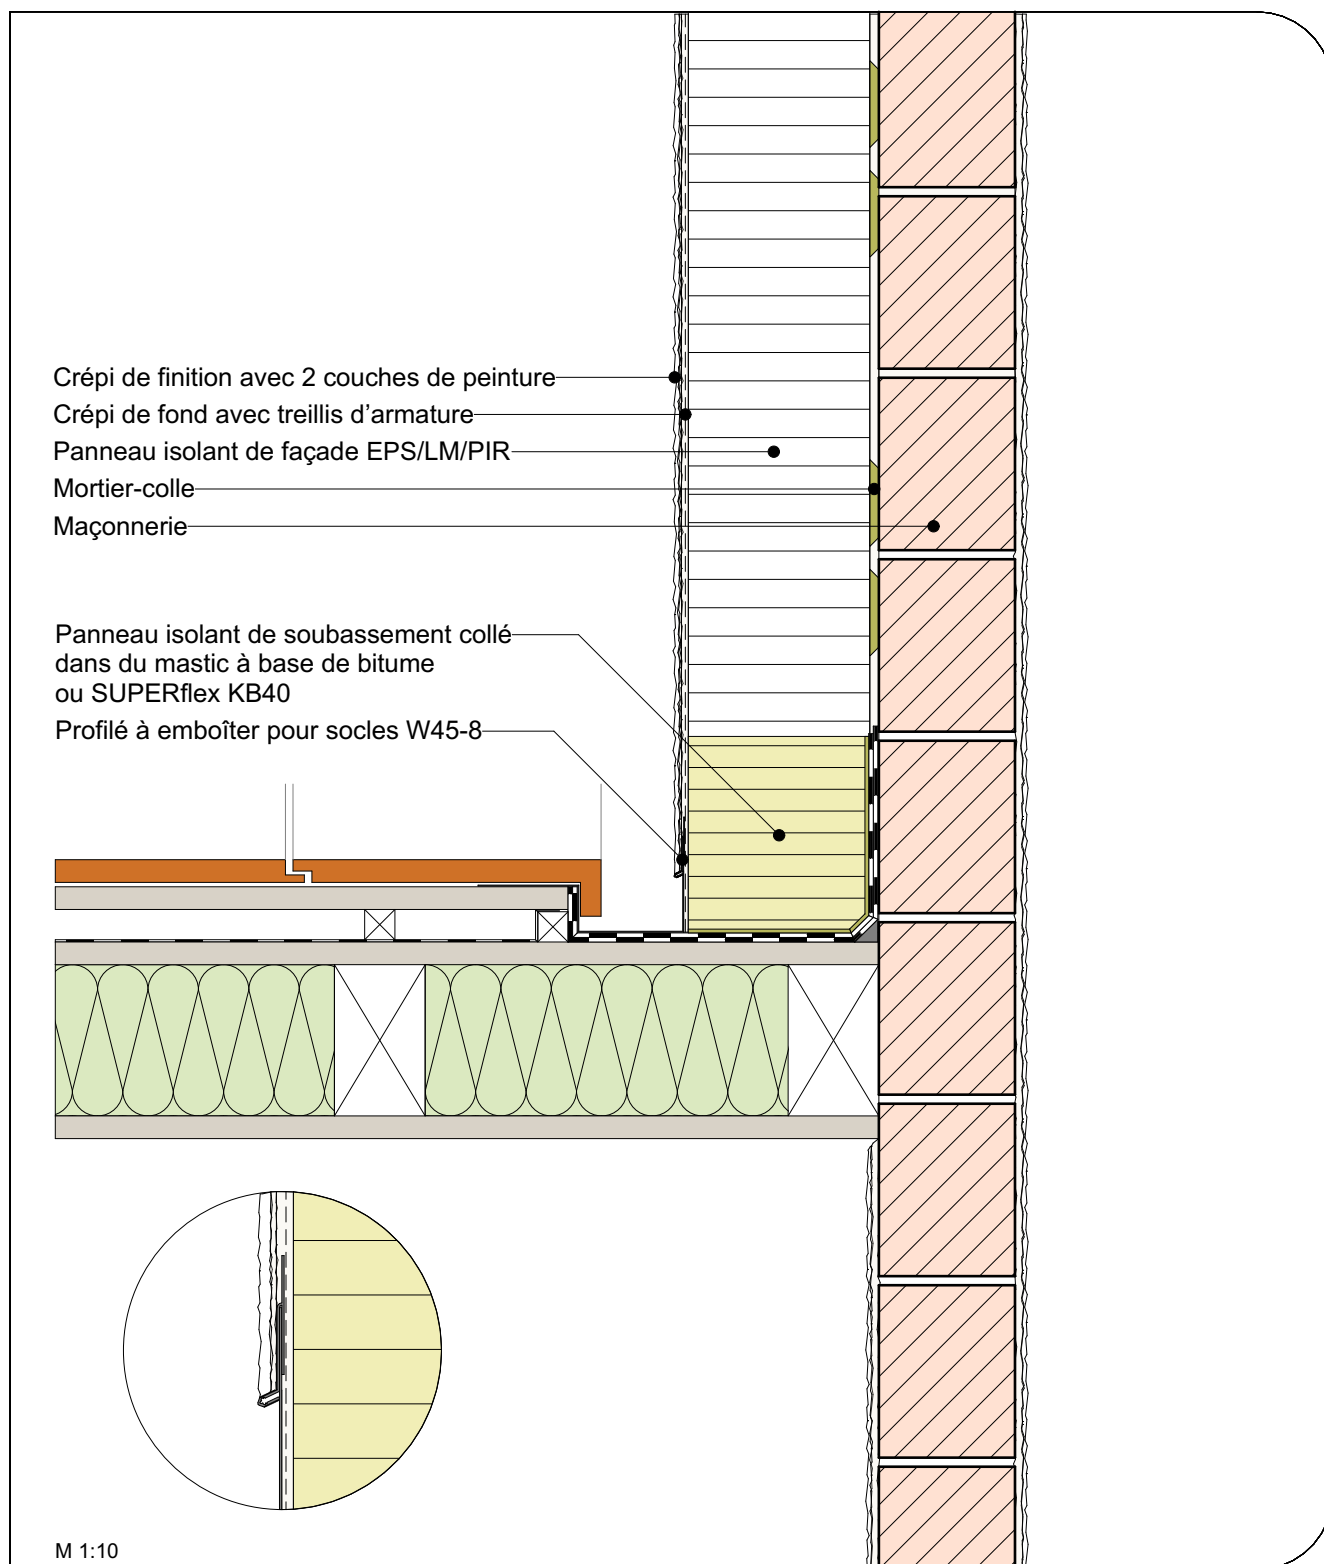 Crépi de finition avec 2 couches de peinture
Crépi de fond avec treillis d’armature
Panneau isolant de façade EPS/LM/PIR
Mortier-colle
Maçonnerie
Panneau isolant de soubassement collé
dans du mastic à base de bitume
ou SUPERflex KB40
Profilé à emboîter pour socles W45-8
M 1:10